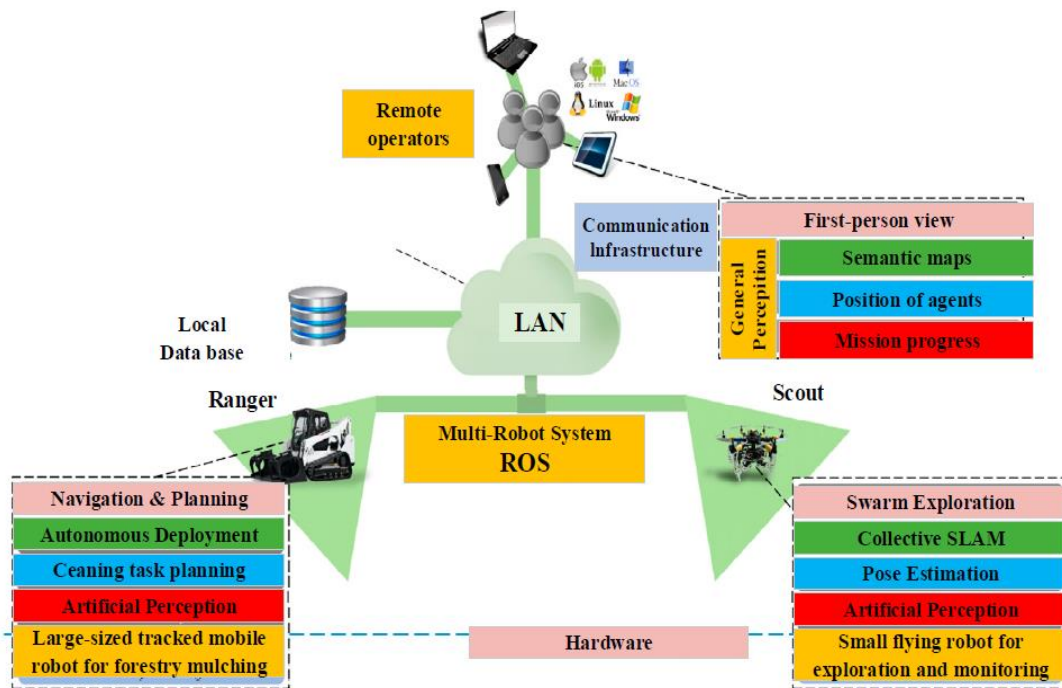 iOS
Mac OS
Linux
Windows
Remote
operators
Communication
Infrastructure
First-person view
General
Percepition
Semantic maps
Position of agents
Mission progress
LAN
Local
Data base
Ranger
Scout
Multi-Robot System
ROS
Navigation & Planning
Autonomous Deployment
Ceaning task planning
Artificial Perception
Large-sized tracked mobile
robot for forestry mulching
Swarm Exploration
Collective SLAM
Pose Estimation
Artificial Perception
Small flying robot for
exploration and monitoring
Hardware